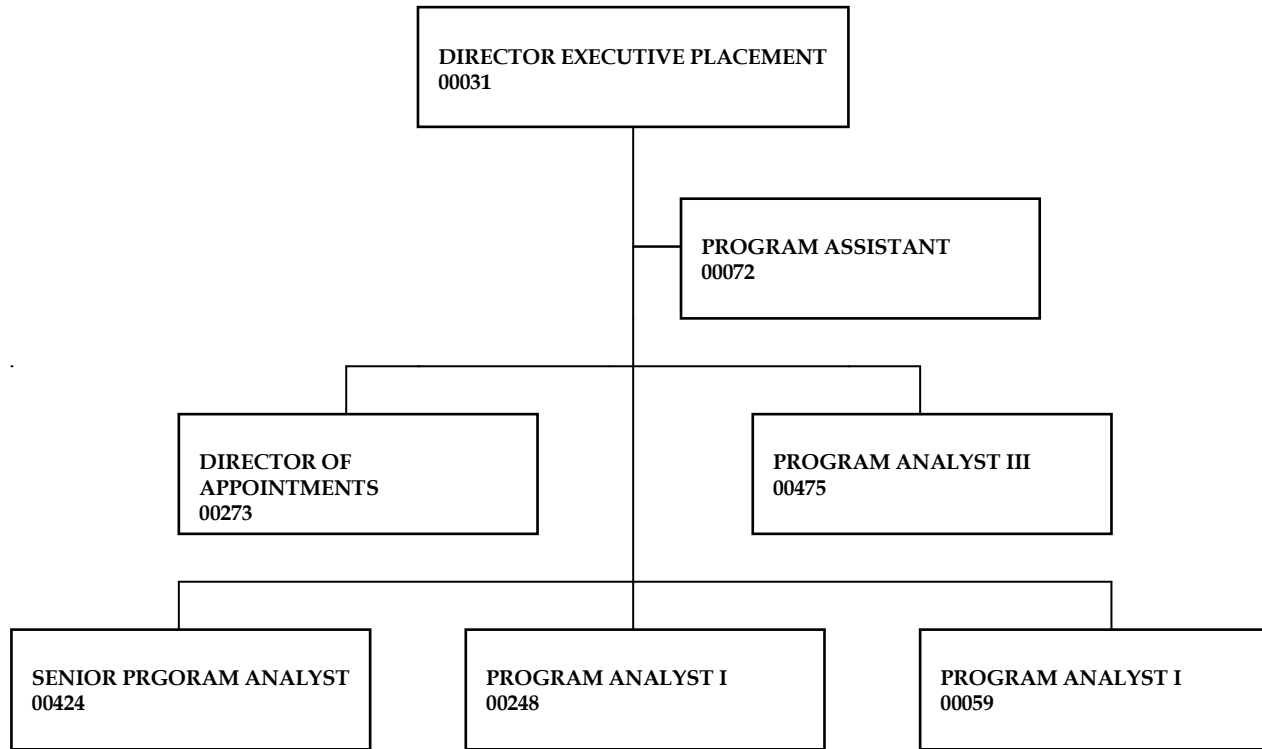 DIRECTOR EXECUTIVE PLACEMENT
00031
PROGRAM ASSISTANT
00072
DIRECTOR OF
APPOINTMENTS
00273
PROGRAM ANALYST III
00475
SENIOR PRGORAM ANALYST
00424
PROGRAM ANALYST I
00248
PROGRAM ANALYST I
00059